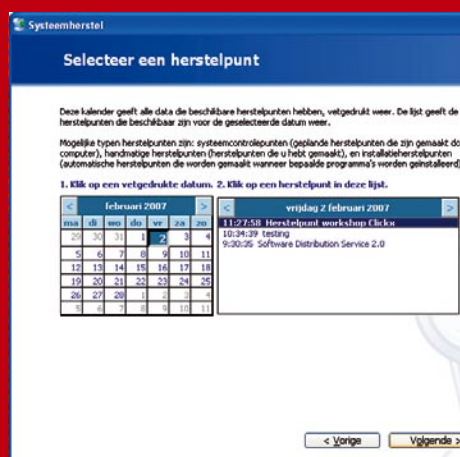 Systeemherstel
Selecteer een herstelpunt
Deze kalender geeft alle data die beschikbare herstelpunten hebben, vetgedrukt weer. De lijst geeft de
herstelpunten die beschikbaar zijn voor de geselecteerde datum weer.
Mogelijke typen herstelpunten zijn: systeemcontrolepunten (geplande herstelpunten die zijn gemaakt do
computer), handmatige herstelpunten (herstelpunten die u hebt gemaakt), en installatieherstelpunten
(automatische herstelpunten die worden gemaakt wanneer bepaalde programma's worden geïnstalleerd)
1. Klik op een vetgedrukte datum. 2. Klik op een herstelpunt in deze lijst.
< februari 2007 >
ma di wo do vr za zo
29 30 31 1 2 3 4
5 6 7 8 9 10 11
12 13 14 15 16 17 18
19 20 21 22 23 24 25
26 27 28 1 2 3 4
5 6 7 8 9 10 11
< vrijdag 2 februari 2007 >
11:27:58 Herstelpunt workshop Clickx
10:34:39 testing
9:30:35 Software Distribution Service 2.0
< Vorige
Volgende >